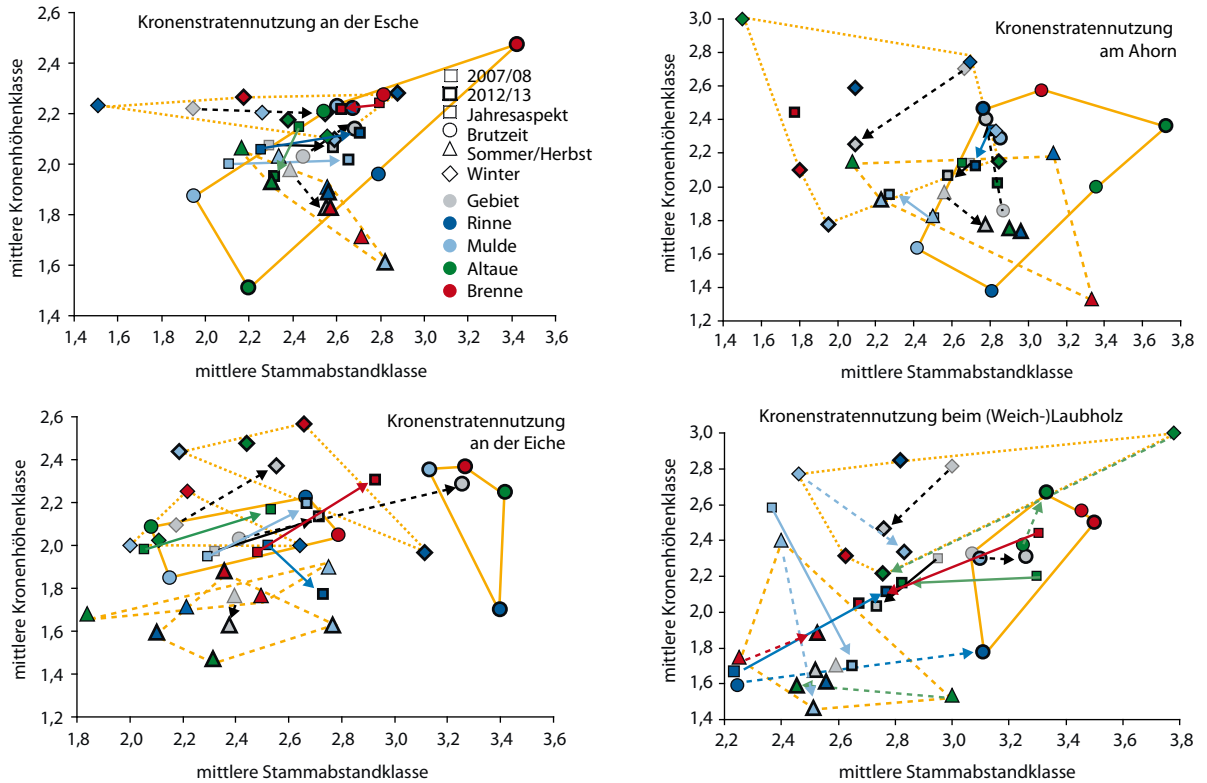 Kronenstratennutzung an der Esche
mittlere Kronenhöhenklasse
2,6
2,4
2,2
2,0
1,8
1,6
1,4
1,4 1,6 1,8 2,0 2,2 2,4 2,6 2,8 3,0 3,2 3,4 3,6
mittlere Stammabstandklasse
2007/08
2012/13
Jahresaspekt
Brutzeit
Sommer/Herbst
Winter
Gebiet
Rinne
Mulde
Altaue
Brenne
Kronenstratennutzung
am Ahorn
mittlere Kronenhöhenklasse
3,0
2,8
2,6
2,4
2,2
2,0
1,8
1,6
1,4
1,2
1,4 1,6 1,8 2,0 2,2 2,4 2,6 2,8 3,0 3,2 3,4 3,6 3,8
mittlere Stammabstandklasse
Kronenstratennutzung
an der Eiche
mittlere Kronenhöhenklasse
2,6
2,4
2,2
2,0
1,8
1,6
1,4
1,2
1,8 2,0 2,2 2,4 2,6 2,8 3,0 3,2 3,4 3,6
mittlere Stammabstandklasse
Kronenstratennutzung beim (Weich-)Laubholz
mittlere Kronenhöhenklasse
3,0
2,8
2,6
2,4
2,2
2,0
1,8
1,6
1,4
2,2 2,4 2,6 2,8 3,0 3,2 3,4 3,6 3,8
mittlere Stammabstandklasse